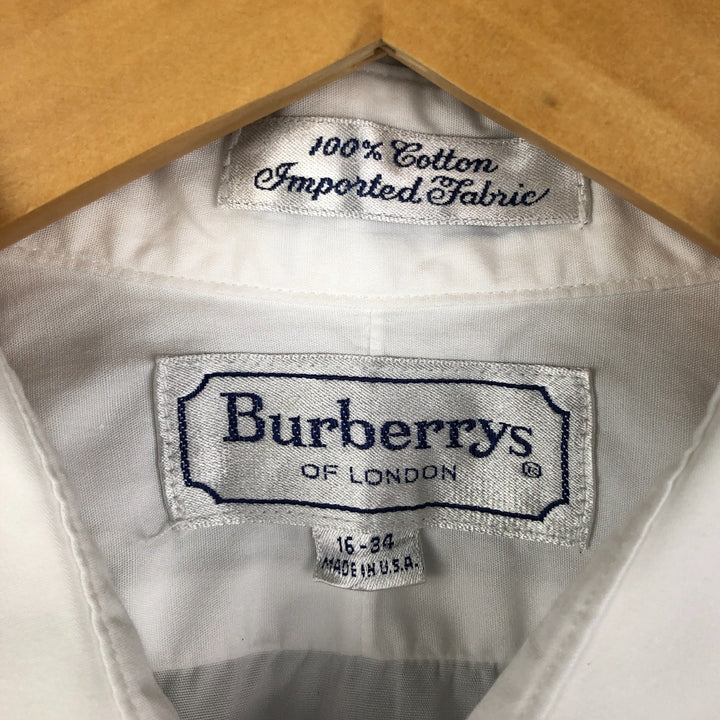 100% Cotton
Imported Fabric
Burberrys
®
OF LONDON
16-34
MADE IN U.S.A.